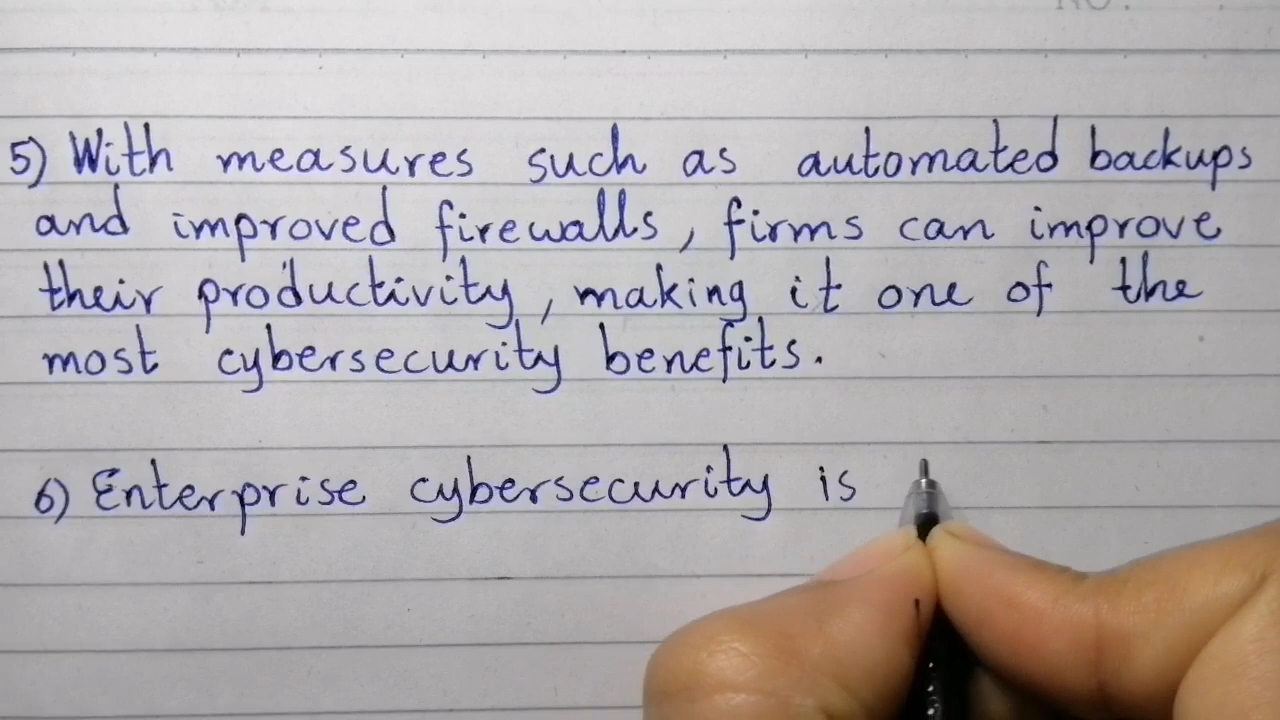 5) With measures such as automated backups
and improved firewalls, firms can improve
their productivity, making it one of the
most cybersecurity benefits.
6) Enterprise cybersecurity is